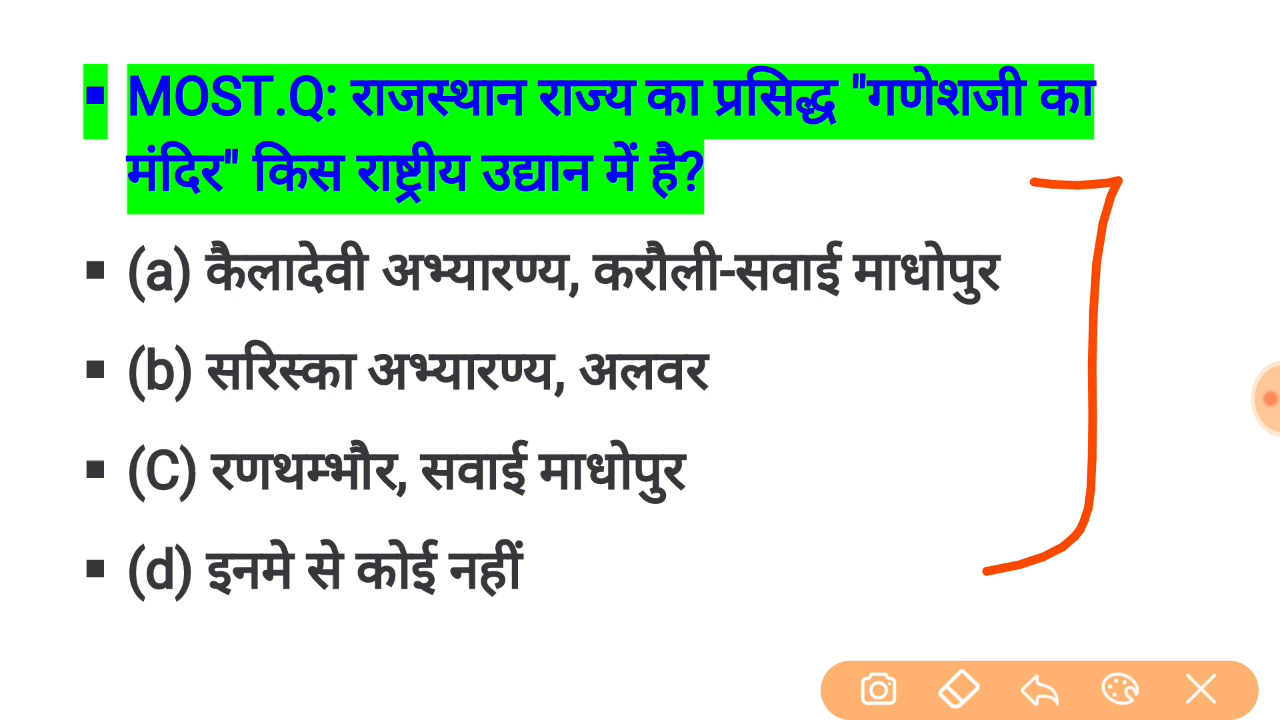 ▪ MOST.Q: राजस्थान राज्य का प्रसिद्ध "गणेशजी का
मंदिर" किस राष्ट्रीय उद्यान में है?
▪ (a) कैलादेवी अभ्यारण्य, करौली-सवाई माधोपुर
▪ (b) सरिस्का अभ्यारण्य, अलवर
▪ (C) रणथम्भौर, सवाई माधोपुर
▪ (d) इनमे से कोई नहीं